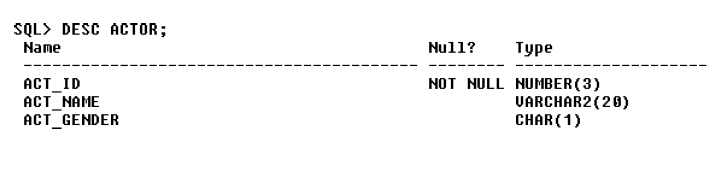 SQL> DESC ACTOR;
Name Null? Type
----------------------------------------- -------- --------------------
ACT_ID NOT NULL NUMBER(3)
ACT_NAME VARCHAR2(20)
ACT_GENDER CHAR(1)